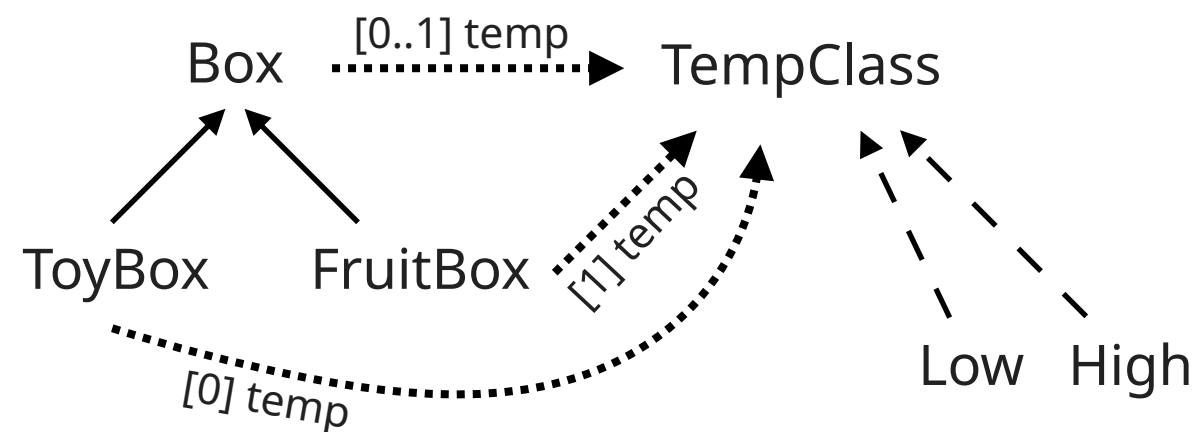 [0..1] temp
Box
TempClass
[1] temp
ToyBox
FruitBox
[0] temp
Low
High